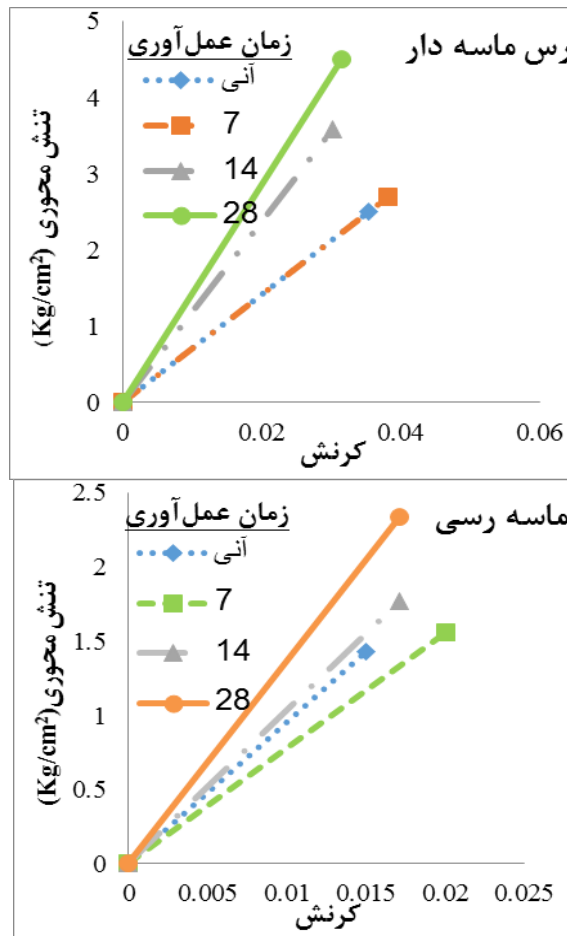 رس ماسه دار
زمان عمل‌آوری
آنی
7
14
28
5
4
3
2
1
0
تنش محوری (Kg/cm²)
0 0.02 0.04 0.06
کرنش
ماسه رسی
زمان عمل‌آوری
آنی
7
14
28
2.5
2
1.5
1
0.5
0
تنش محوری(Kg/cm²)
0 0.005 0.01 0.015 0.02 0.025
کرنش